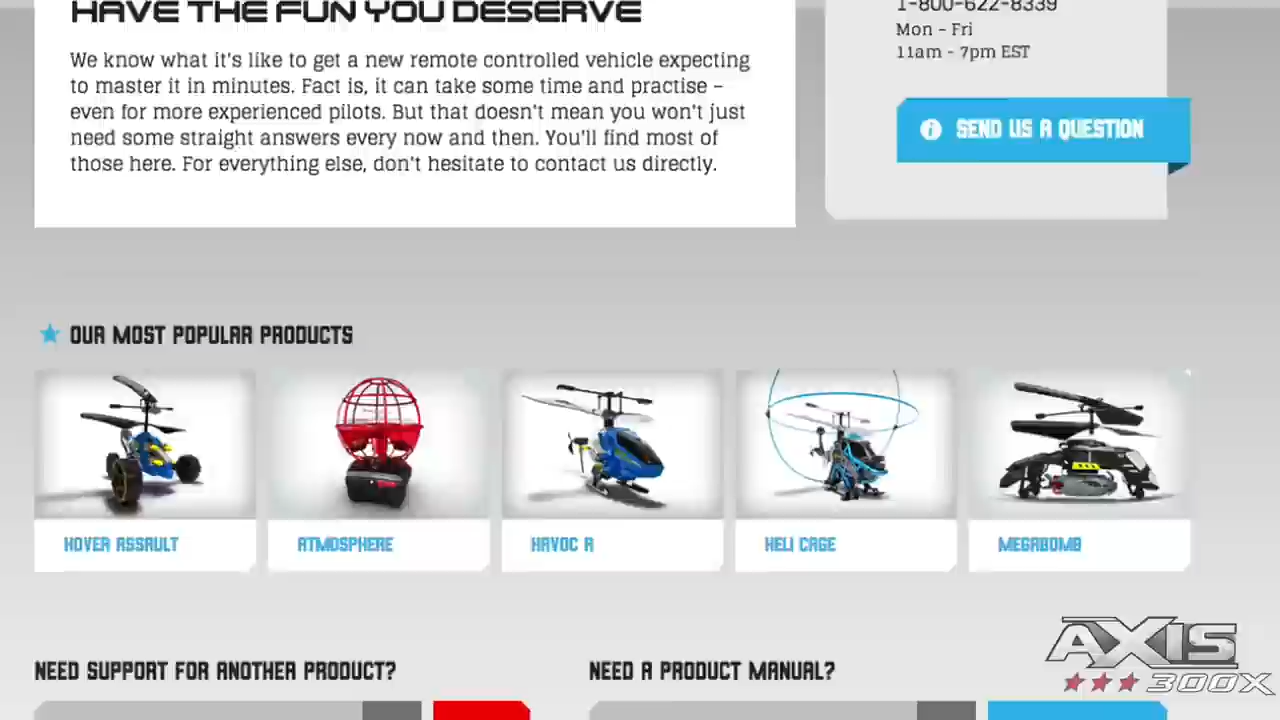 HAVE THE FUN YOU DESERVE
We know what it's like to get a new remote controlled vehicle expecting
to master it in minutes. Fact is, it can take some time and practise –
even for more experienced pilots. But that doesn't mean you won't just
need some straight answers every now and then. You'll find most of
those here. For everything else, don't hesitate to contact us directly.
1-800-622-8339
Mon - Fri
11am - 7pm EST
SEND US A QUESTION
OUR MOST POPULAR PRODUCTS
HOVER ASSAULT
ATMOSPHERE
HAVOC R
HELI CAGE
MEGABOMB
NEED SUPPORT FOR ANOTHER PRODUCT?
NEED A PRODUCT MANUAL?
AXIS
300X